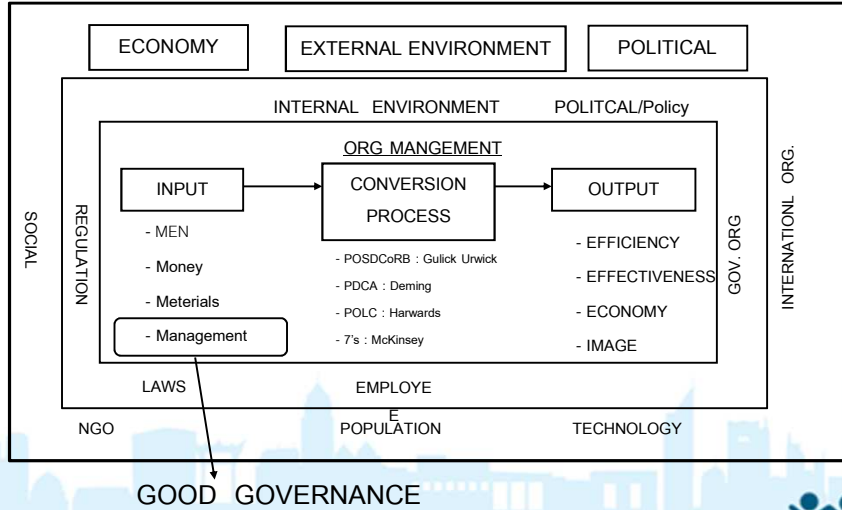 ECONOMY
EXTERNAL ENVIRONMENT
POLITICAL
INTERNAL ENVIRONMENT
POLITCAL/Policy
ORG MANGEMENT
INPUT
CONVERSION
PROCESS
OUTPUT
- MEN
- Money
- Meterials
- Management
- POSDCoRB : Gulick Urwick
- PDCA : Deming
- POLC : Harwards
- 7's : McKinsey
- EFFICIENCY
- EFFECTIVENESS
- ECONOMY
- IMAGE
SOCIAL
REGULATION
GOV. ORG
INTERNATIONL ORG.
LAWS
EMPLOYE
E
NGO
POPULATION
TECHNOLOGY
GOOD GOVERNANCE